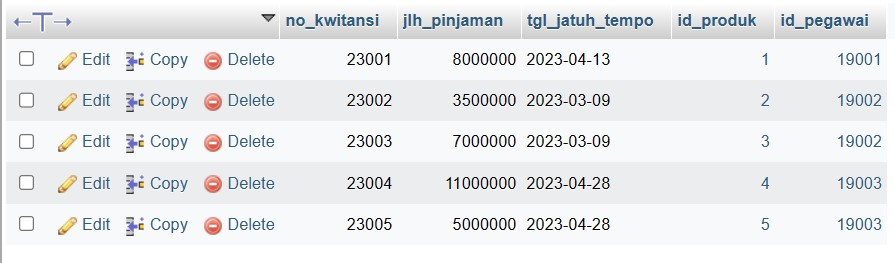 no_kwitansi jlh_pinjaman tgl_jatuh_tempo id_produk id_pegawai
Edit Copy Delete 23001 8000000 2023-04-13 1 19001
Edit Copy Delete 23002 3500000 2023-03-09 2 19002
Edit Copy Delete 23003 7000000 2023-03-09 3 19002
Edit Copy Delete 23004 11000000 2023-04-28 4 19003
Edit Copy Delete 23005 5000000 2023-04-28 5 19003